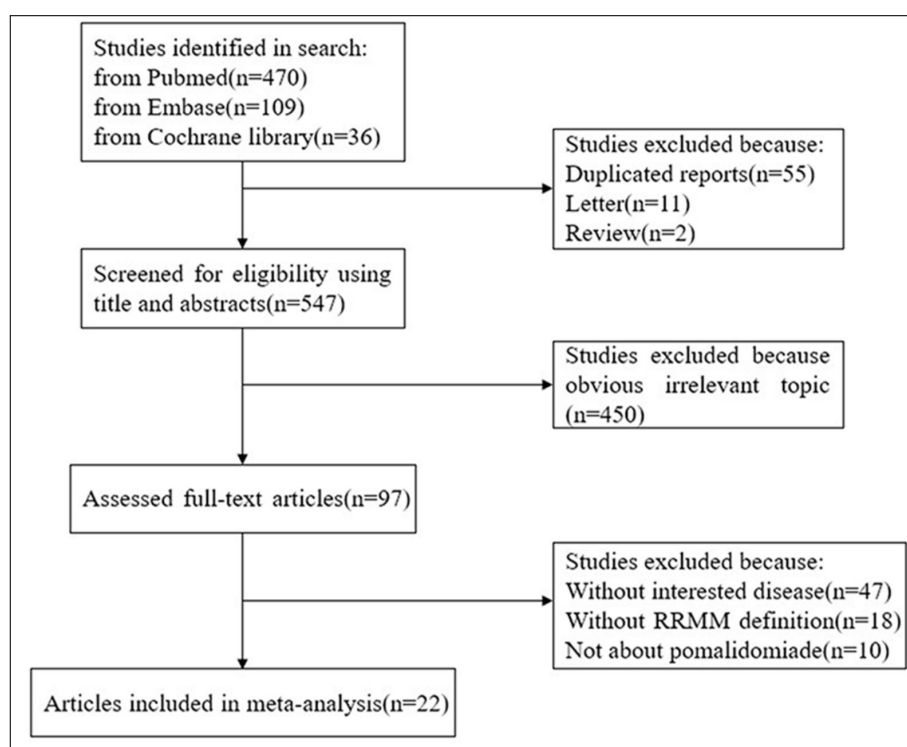 Studies identified in search:
from Pubmed(n=470)
from Embase(n=109)
from Cochrane library(n=36)
Studies excluded because:
Duplicated reports(n=55)
Letter(n=11)
Review(n=2)
Screened for eligibility using
title and abstracts(n=547)
Studies excluded because
obvious irrelevant topic
(n=450)
Assessed full-text articles(n=97)
Studies excluded because:
Without interested disease(n=47)
Without RRMM definition(n=18)
Not about pomalidomiade(n=10)
Articles included in meta-analysis(n=22)